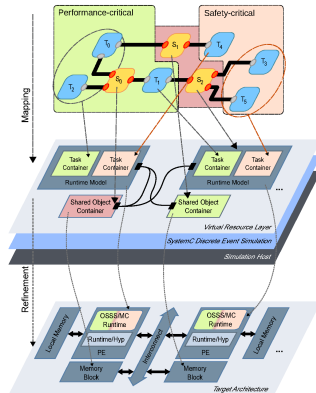 Performance-critical
Safety-critical
T0
S1
T4
T2
S0
T1
S2
T3
T5
Mapping
Task
Container
Task
Container
Runtime Model
Task
Container
Task
Container
Runtime Model
...
Shared Object
Container
Shared Object
Container
Virtual Resource Layer
SystemC Discrete Event Simulation
Simulation Host
Refinement
Local Memory
OSSS/MC
Runtime
Runtime/Hyp
PE
Memory
Block
Interconnect
OSSS/MC
Runtime
Runtime/Hyp
PE
Memory
Block
Local Memory
...
Target Architecture